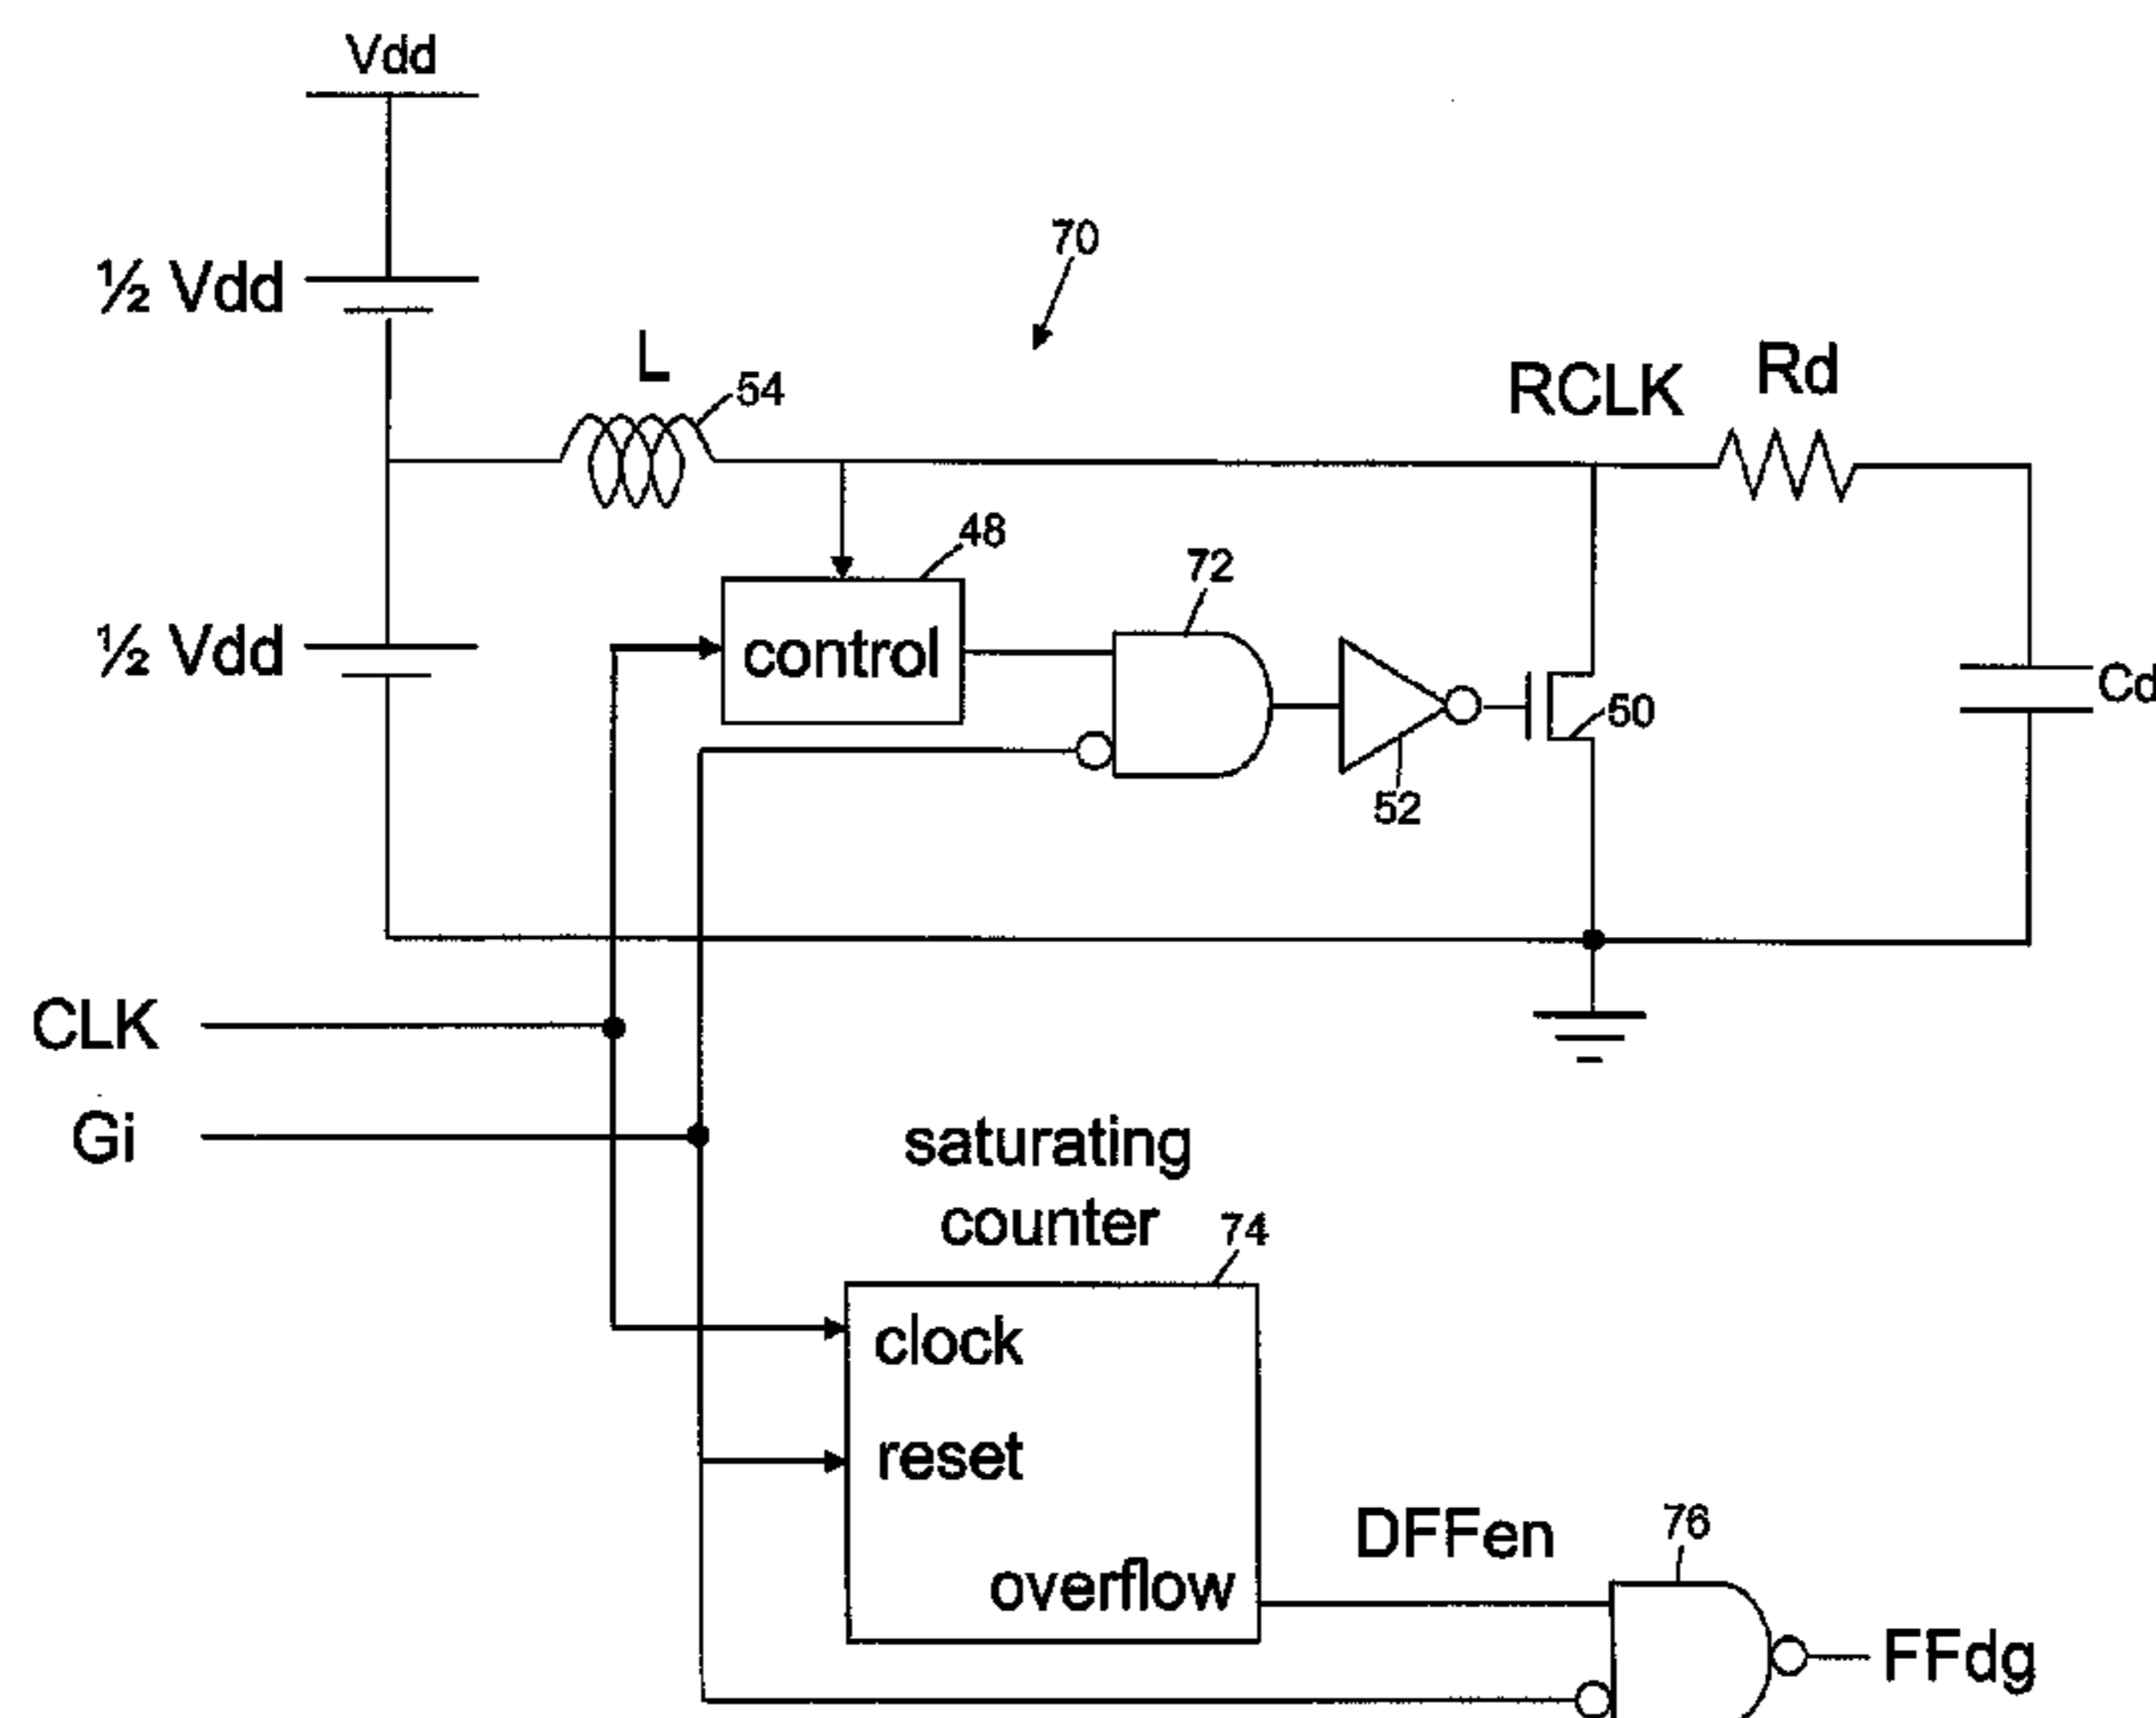 Vdd
½ Vdd
70
L
54
RCLK
Rd
48
72
½ Vdd
control
50
Cd
52
CLK
Gi
saturating
counter
74
clock
reset
overflow
DFFen
76
FFdg